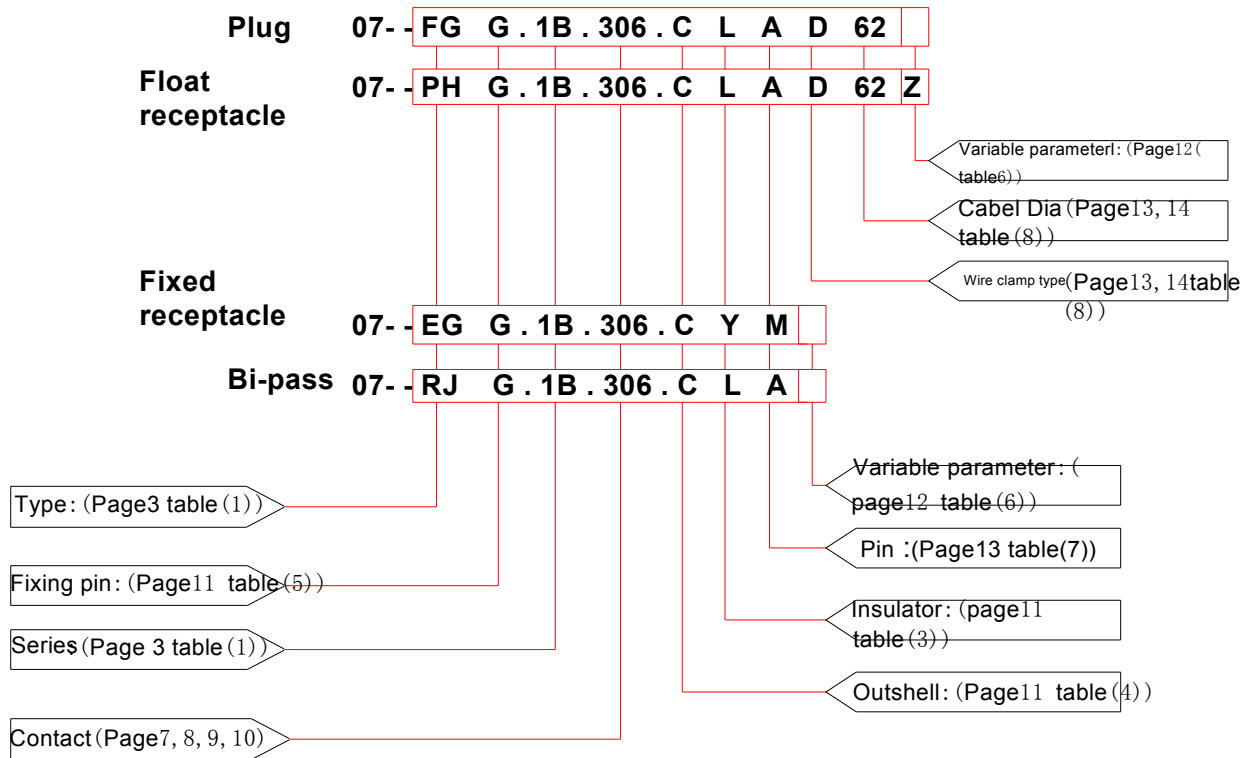 Plug 07- - FG G . 1B . 306 . C L A D 62
Float
receptacle
07- - PH G . 1B . 306 . C L A D 62 Z
Variable parameterI: (Page12(
table6))
Cabel Dia(Page13, 14
table(8))
Wire clamp type(Page13, 14table
(8))
Fixed
receptacle
07- - EG G . 1B . 306 . C Y M
Bi-pass 07- - RJ G . 1B . 306 . C L A
Variable parameter: (
page12 table(6))
Type: (Page3 table(1))
Pin :(Page13 table(7))
Fixing pin: (Page11 table(5))
Insulator: (page11
table(3))
Series(Page 3 table(1))
Outshell: (Page11 table(4))
Contact(Page7, 8, 9, 10)